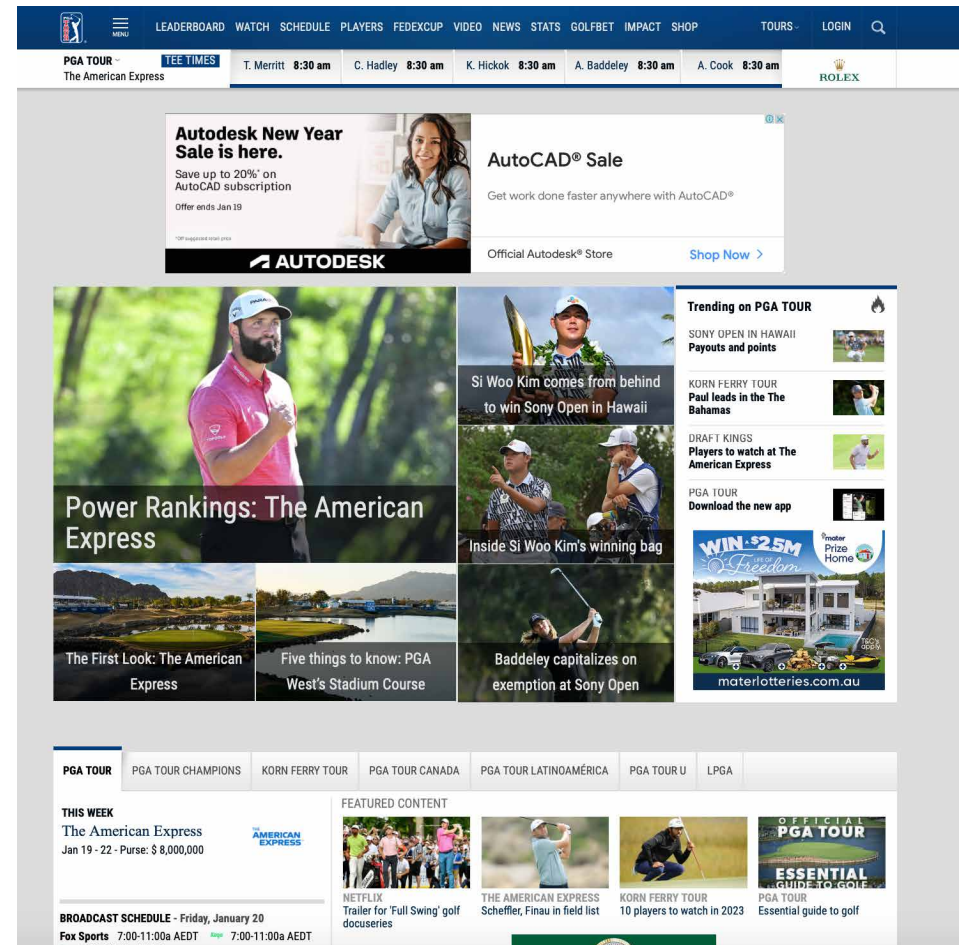 MENU
LEADERBOARD WATCH SCHEDULE PLAYERS FEDEXCUP VIDEO NEWS STATS GOLFBET IMPACT SHOP TOURS LOGIN
PGA TOUR TEE TIMES
The American Express
T. Merritt 8:30 am C. Hadley 8:30 am K. Hickok 8:30 am A. Baddeley 8:30 am A. Cook 8:30 am
ROLEX
Autodesk New Year
Sale is here.
Save up to 20%* on
AutoCAD subscription
Offer ends Jan 19
*Off suggested retail price
AUTODESK
AutoCAD® Sale
Get work done faster anywhere with AutoCAD®
Official Autodesk® Store Shop Now
Power Rankings: The American
Express
Si Woo Kim comes from behind
to win Sony Open in Hawaii
Inside Si Woo Kim's winning bag
The First Look: The American
Express
Five things to know: PGA
West's Stadium Course
Baddeley capitalizes on
exemption at Sony Open
Trending on PGA TOUR
SONY OPEN IN HAWAII
Payouts and points
KORN FERRY TOUR
Paul leads in the The
Bahamas
DRAFT KINGS
Players to watch at The
American Express
PGA TOUR
Download the new app
WIN $2.5M
LIFE OF
Freedom
mater
Prize
Home
T&C's
apply.
materlotteries.com.au
PGA TOUR PGA TOUR CHAMPIONS KORN FERRY TOUR PGA TOUR CANADA PGA TOUR LATINOAMÉRICA PGA TOUR U LPGA
THIS WEEK
The American Express
Jan 19 - 22 - Purse: $ 8,000,000
THE
AMERICAN
EXPRESS
BROADCAST SCHEDULE - Friday, January 20
Fox Sports 7:00-11:00a AEDT 7:00-11:00a AEDT
FEATURED CONTENT
NETFLIX
Trailer for 'Full Swing' golf
docuseries
THE AMERICAN EXPRESS
Scheffler, Finau in field list
KORN FERRY TOUR
10 players to watch in 2023
OFFICIAL
PGA TOUR
ESSENTIAL
GUIDE TO GOLF
PGA TOUR
Essential guide to golf